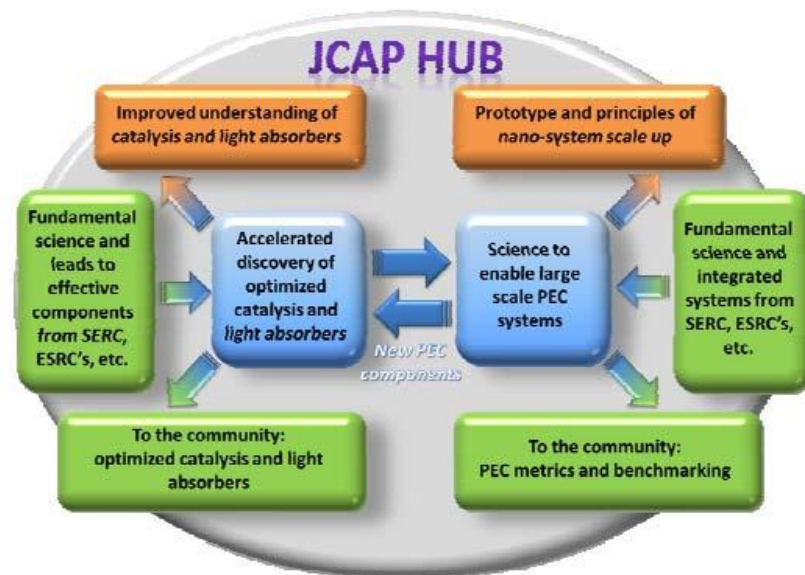 JCAP HUB
Improved understanding of
catalysis and light absorbers
Prototype and principles of
nano-system scale up
Fundamental
science and
leads to
effective
components
from SERC,
ESRC's, etc.
Accelerated
discovery of
optimized
catalysis and
light absorbers
Science to
enable large
scale PEC
systems
Fundamental
science and
integrated
systems from
SERC, ESRC's,
etc.
New PEC
components
To the community:
optimized catalysis and light
absorbers
To the community:
PEC metrics and benchmarking